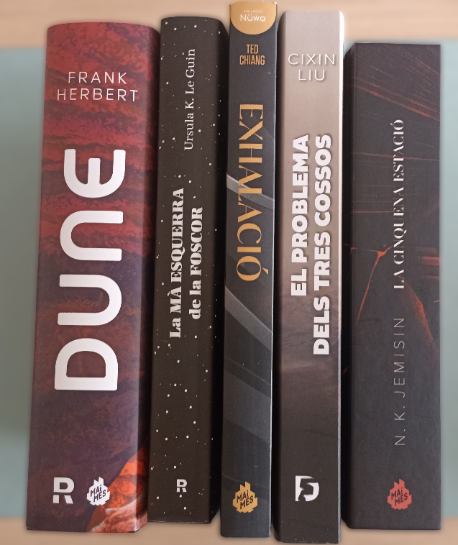 FRANK
HERBERT
DUNE
R
MAI
MÉS
Ursula K. Le Guin
La MÀ ESQUERRA
de la FOSCOR
R
Nüwa
TED
CHIANG
EXHALACIÓ
MAI
MÉS
CIXIN
LIU
EL PROBLEMA
DELS TRES COSSOS
N. K. JEMISIN LA CINQUENA ESTACIÓ
MAI
MÉS